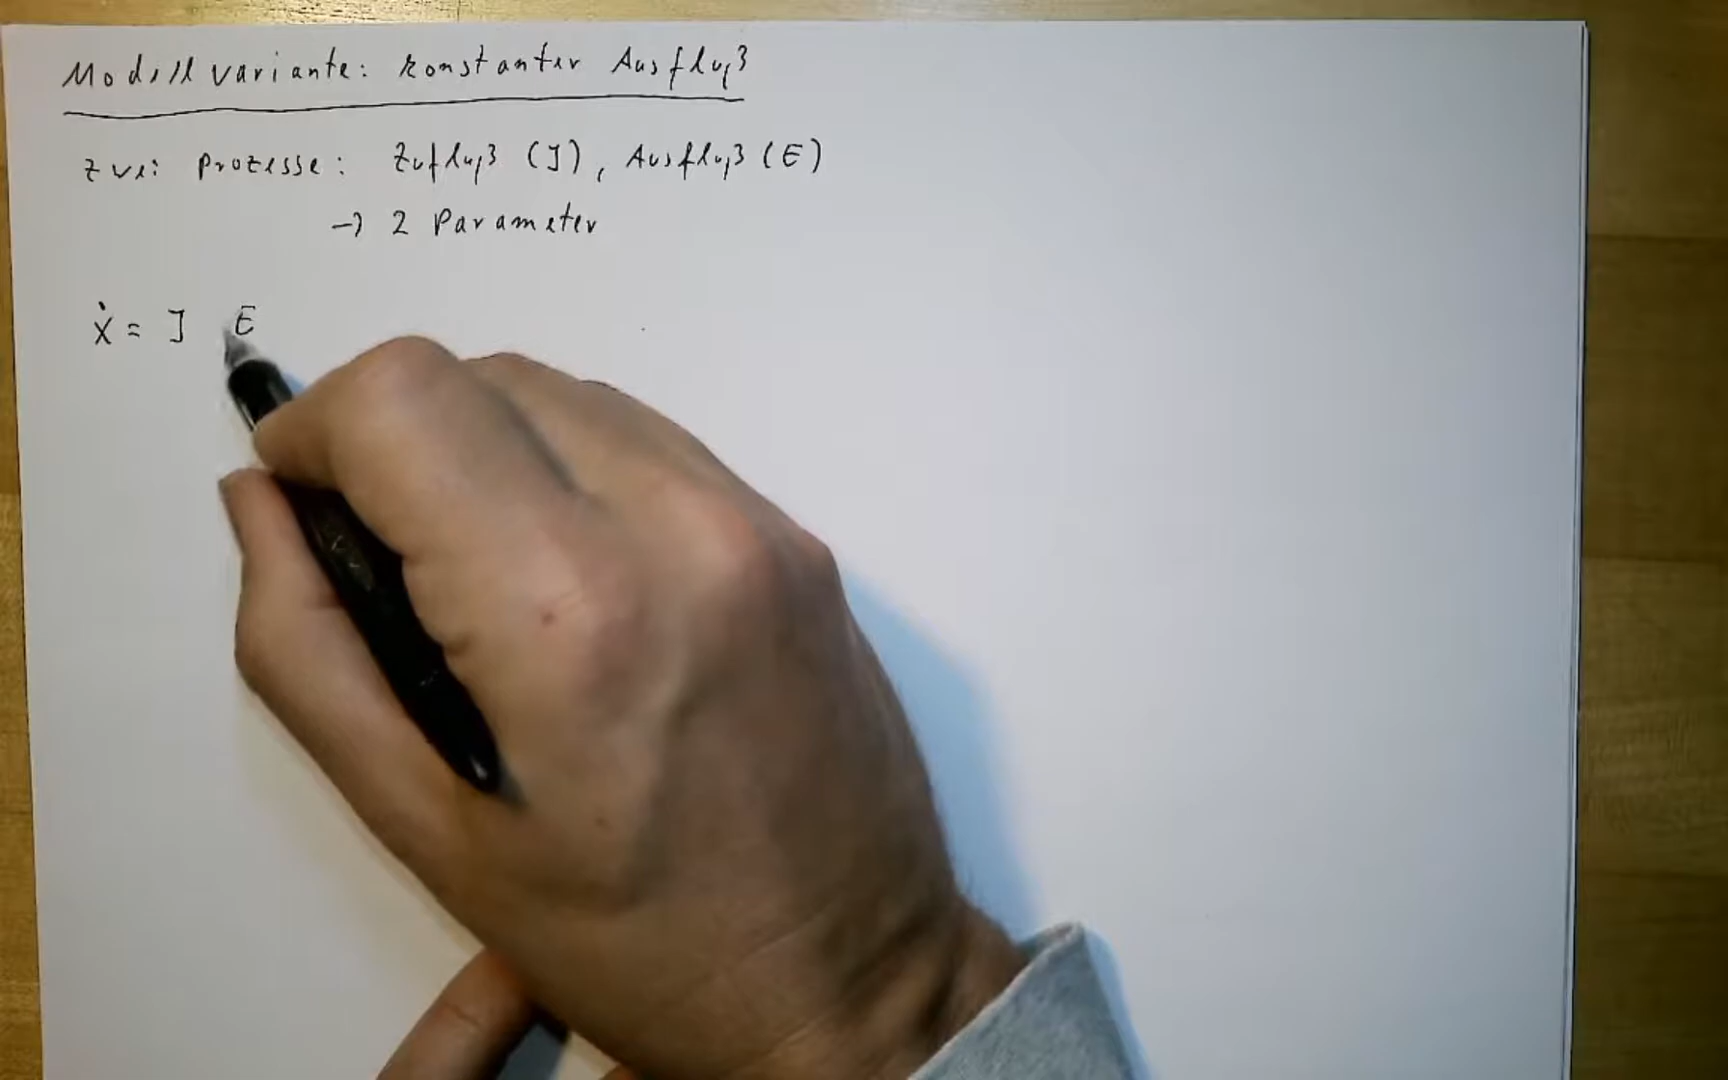 Modellvariante: konstanter Ausfluß
zwei Prozesse: Zufluß (J), Ausfluß (E)
→ 2 Parameter
ẋ = J E